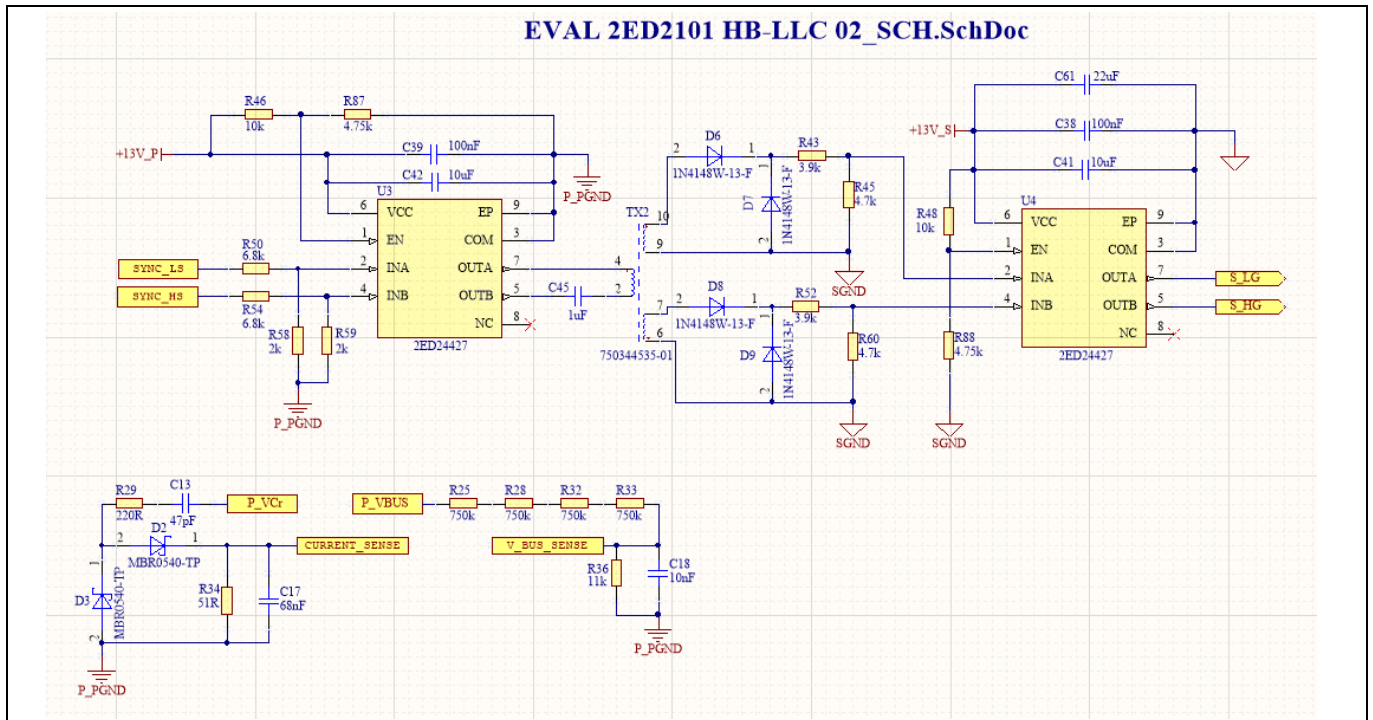 EVAL 2ED2101 HB-LLC 02_SCH.SchDoc
R46
10k
R87
4.75k
+13V_P
C39
100nF
C42
10uF
P_PGND
U3
6 VCC EP 9
1 EN COM 3
2 INA OUTA 7
4 INB OUTB 5
NC 8
2ED24427
SYNC_LS
R50
6.8k
SYNC_HS
R54
6.8k
R58
2k
R59
2k
P_PGND
C45
1uF
TX2
4
2
10
9
7
6
750344535-01
2 D6 1
1N4148W-13-F
1
D7
2
1N4148W-13-F
R43
3.9k
R45
4.7k
SGND
2 D8 1
1N4148W-13-F
1
D9
2
1N4148W-13-F
R52
3.9k
R60
4.7k
SGND
C61
22uF
+13V_S
C38
100nF
C41
10uF
R48
10k
U4
6 VCC EP 9
1 EN COM 3
2 INA OUTA 7
4 INB OUTB 5
NC 8
2ED24427
S_LG
S_HG
R88
4.75k
SGND
R29
220R
C13
47pF
P_VCr
2 D2 1
MBR0540-TP
CURRENT_SENSE
1
D3
2
MBR0540-TP
R34
51R
C17
68nF
P_PGND
P_VBUS
R25
750k
R28
750k
R32
750k
R33
750k
V_BUS_SENSE
R36
11k
C18
10nF
P_PGND